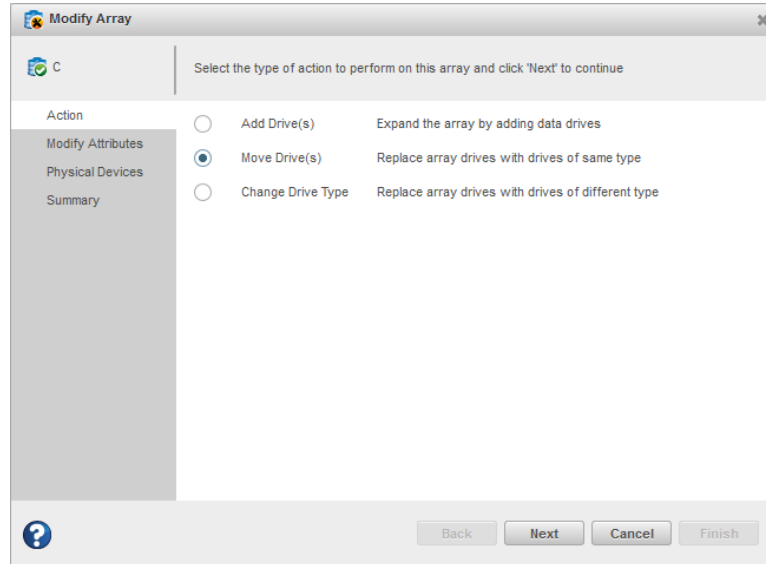 Modify Array
C
Select the type of action to perform on this array and click 'Next' to continue
Action
Modify Attributes
Physical Devices
Summary
Add Drive(s) Expand the array by adding data drives
Move Drive(s) Replace array drives with drives of same type
Change Drive Type Replace array drives with drives of different type
? Back Next Cancel Finish